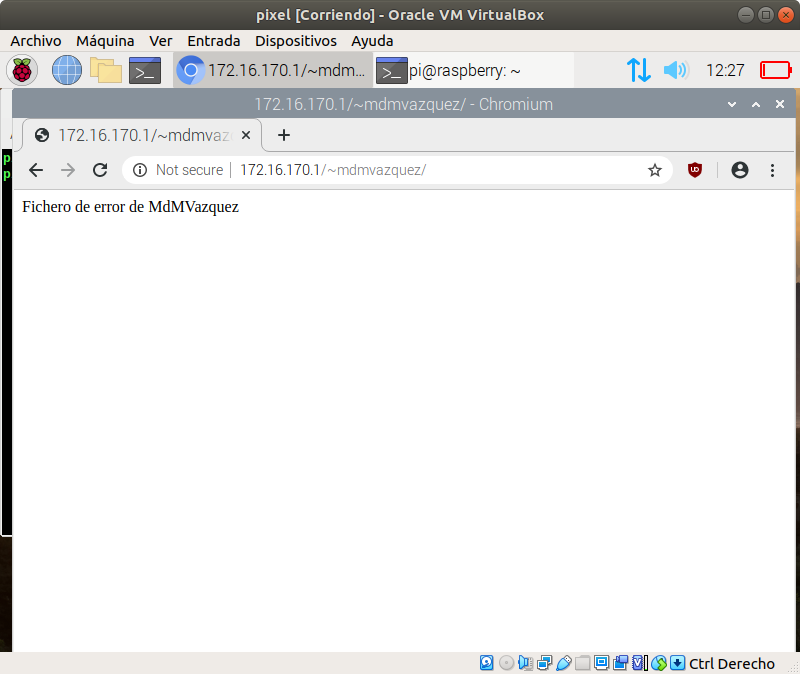 pixel [Corriendo] - Oracle VM VirtualBox
Archivo Máquina Ver Entrada Dispositivos Ayuda
172.16.170.1/~mdm... pi@raspberry: ~ 12:27
172.16.170.1/~mdmvazquez/ - Chromium
172.16.170.1/~mdmvaz
Not secure 172.16.170.1/~mdmvazquez/
Fichero de error de MdMVazquez
Ctrl Derecho